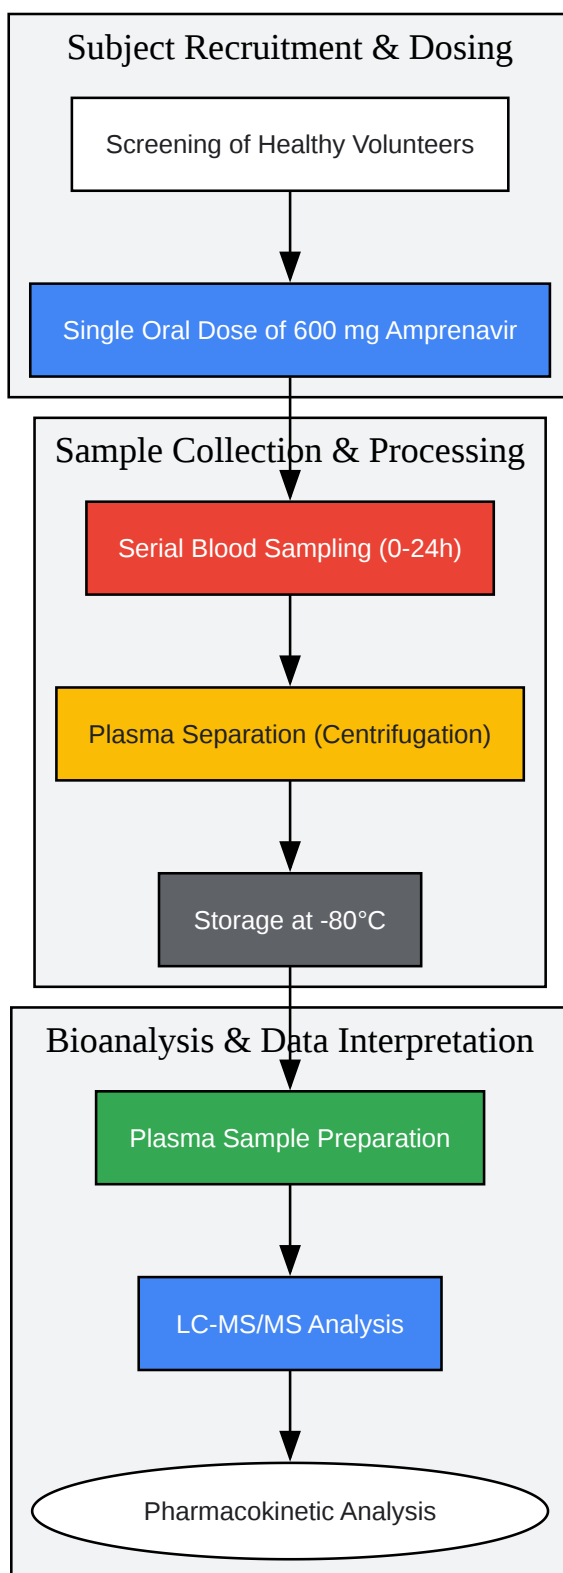 Subject Recruitment & Dosing
Screening of Healthy Volunteers
Single Oral Dose of 600 mg Amprenavir
Sample Collection & Processing
Serial Blood Sampling (0-24h)
Plasma Separation (Centrifugation)
Storage at -80°C
Bioanalysis & Data Interpretation
Plasma Sample Preparation
LC-MS/MS Analysis
Pharmacokinetic Analysis